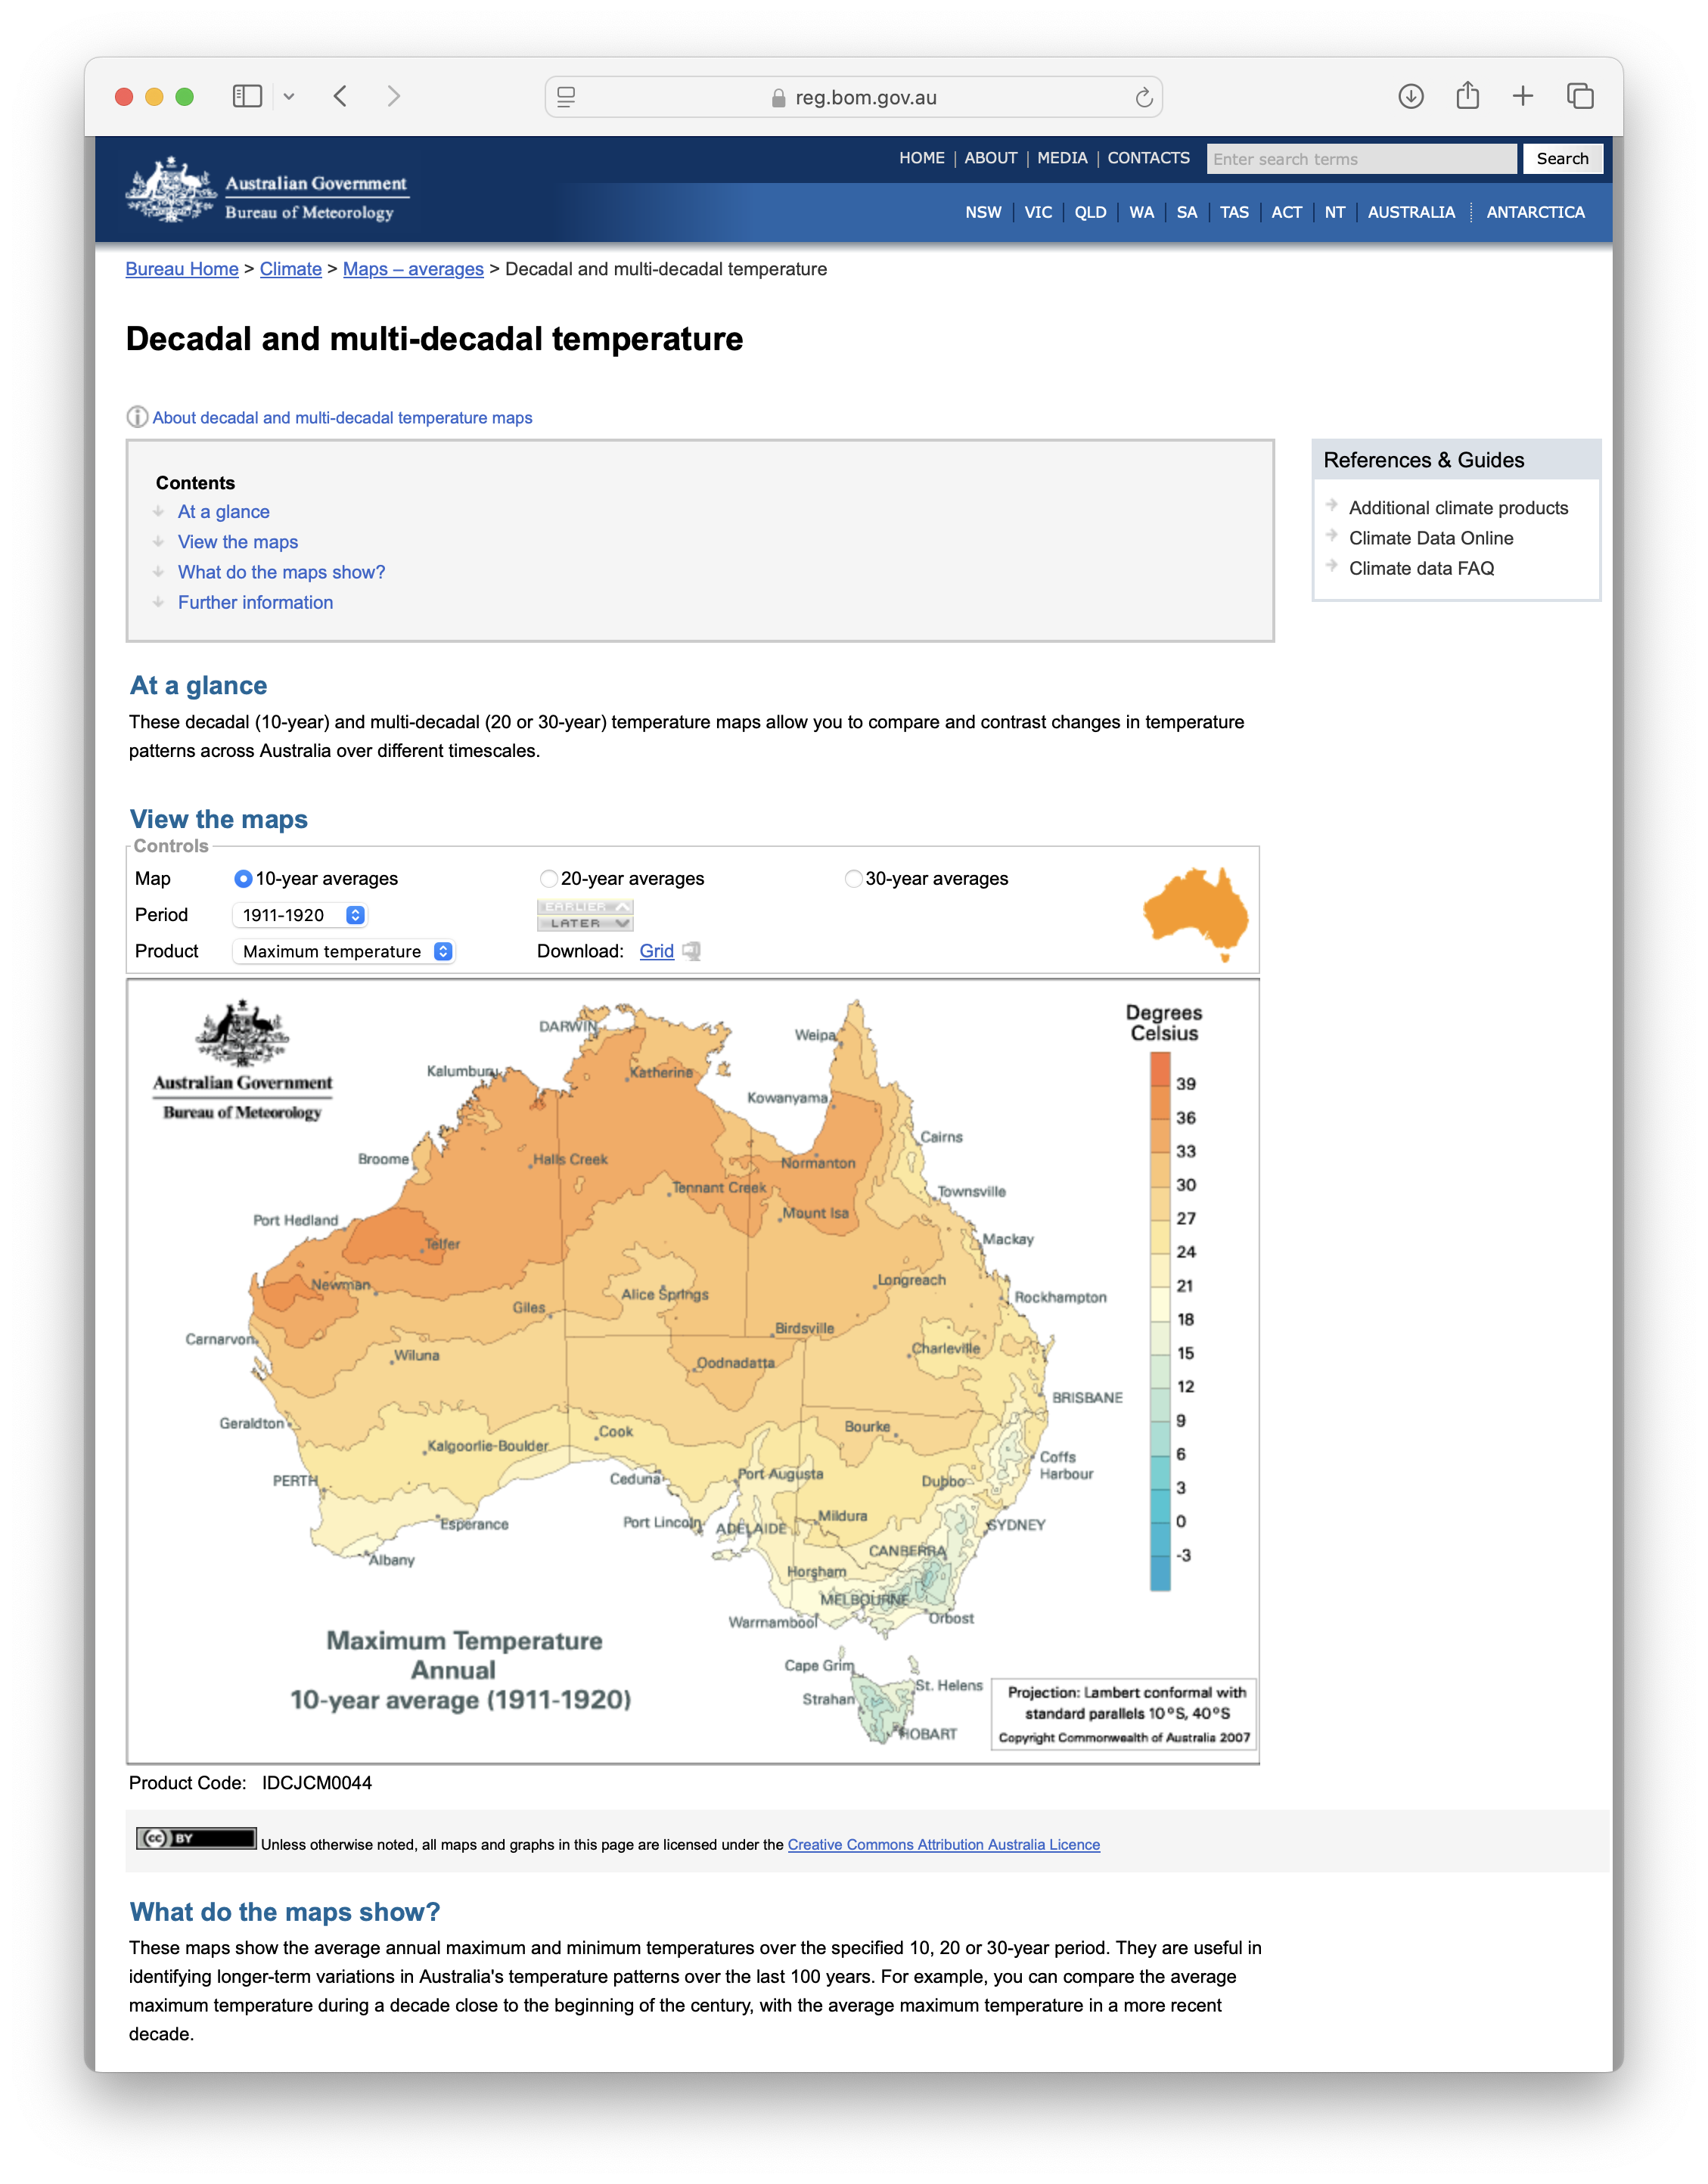 reg.bom.gov.au
HOME | ABOUT | MEDIA | CONTACTS
Enter search terms
Search
Australian Government
Bureau of Meteorology
NSW | VIC | QLD | WA | SA | TAS | ACT | NT | AUSTRALIA | ANTARCTICA
Bureau Home > Climate > Maps – averages > Decadal and multi-decadal temperature
Decadal and multi-decadal temperature
About decadal and multi-decadal temperature maps
Contents
At a glance
View the maps
What do the maps show?
Further information
References & Guides
Additional climate products
Climate Data Online
Climate data FAQ
At a glance
These decadal (10-year) and multi-decadal (20 or 30-year) temperature maps allow you to compare and contrast changes in temperature
patterns across Australia over different timescales.
View the maps
Controls
Map 10-year averages 20-year averages 30-year averages
Period 1911-1920 EARLIER
LATER
Product Maximum temperature Download: Grid
Australian Government
Bureau of Meteorology
Degrees
Celsius
39
36
33
30
27
24
21
18
15
12
9
6
3
0
-3
DARWIN
Weipa
Kalumburu
Katherine
Kowanyama
Cairns
Broome
Halls Creek
Normanton
Tennant Creek
Townsville
Port Hedland
Mount Isa
Telfer
Mackay
Newman
Longreach
Alice Springs
Rockhampton
Giles
Birdsville
Carnarvon
Charleville
Wiluna
Oodnadatta
BRISBANE
Geraldton
Bourke
Cook
Kalgoorlie-Boulder
Coffs
Harbour
PERTH
Ceduna
Port Augusta
Dubbo
Mildura
Esperance
Port Lincoln
ADELAIDE
SYDNEY
Albany
CANBERRA
Horsham
MELBOURNE
Warrnambool
Orbost
Cape Grim
St. Helens
Strahan
HOBART
Maximum Temperature
Annual
10-year average (1911-1920)
Projection: Lambert conformal with
standard parallels 10°S, 40°S
Copyright Commonwealth of Australia 2007
Product Code: IDCJCM0044
cc BY Unless otherwise noted, all maps and graphs in this page are licensed under the Creative Commons Attribution Australia Licence
What do the maps show?
These maps show the average annual maximum and minimum temperatures over the specified 10, 20 or 30-year period. They are useful in
identifying longer-term variations in Australia's temperature patterns over the last 100 years. For example, you can compare the average
maximum temperature during a decade close to the beginning of the century, with the average maximum temperature in a more recent
decade.